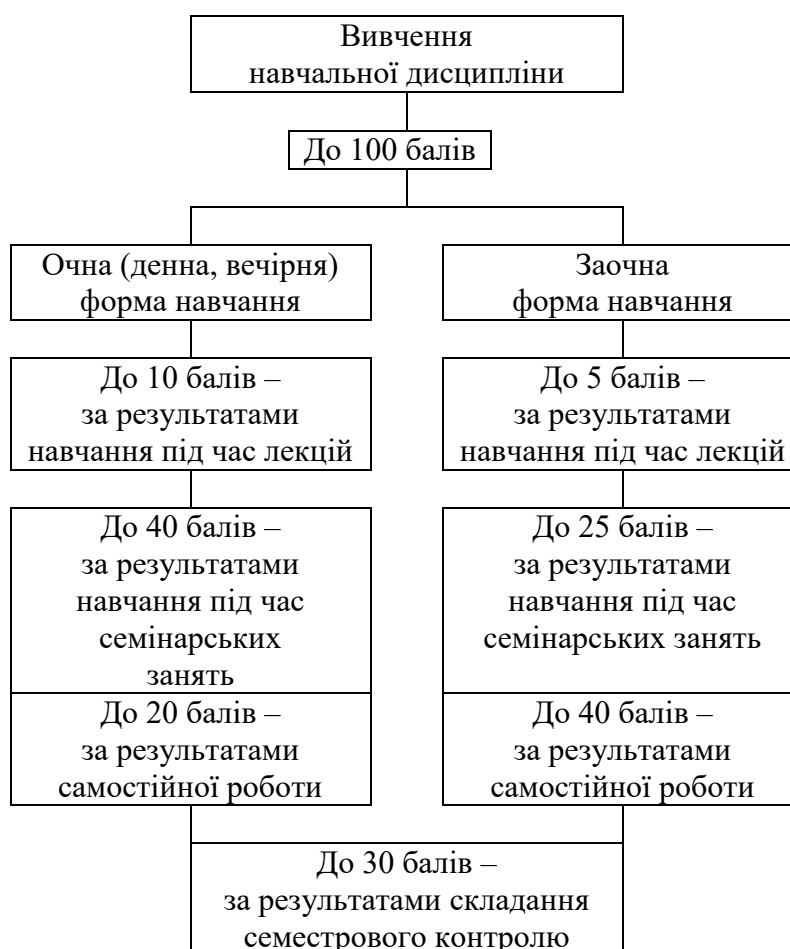 Вивчення
навчальної дисципліни
До 100 балів
Очна (денна, вечірня)
форма навчання
Заочна
форма навчання
До 10 балів –
за результатами
навчання під час лекцій
До 5 балів –
за результатами
навчання під час лекцій
До 40 балів –
за результатами
навчання під час
семінарських
занять
До 25 балів –
за результатами
навчання під час
семінарських занять
До 20 балів –
за результатами
самостійної роботи
До 40 балів –
за результатами
самостійної роботи
До 30 балів –
за результатами складання
семестрового контролю